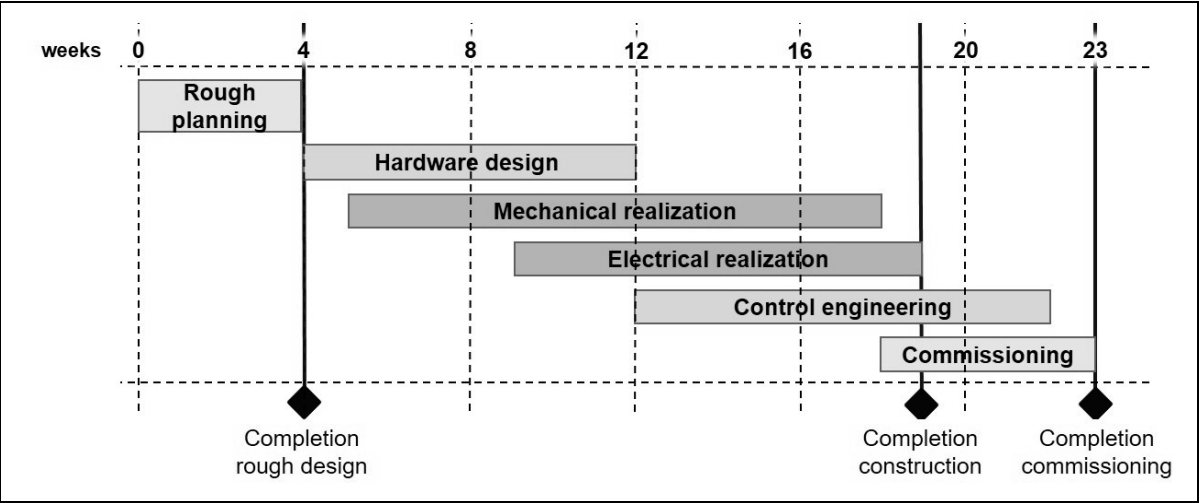 weeks 0 4 8 12 16 20 23
Rough
planning
Hardware design
Mechanical realization
Electrical realization
Control engineering
Commissioning
Completion
rough design
Completion
construction
Completion
commissioning